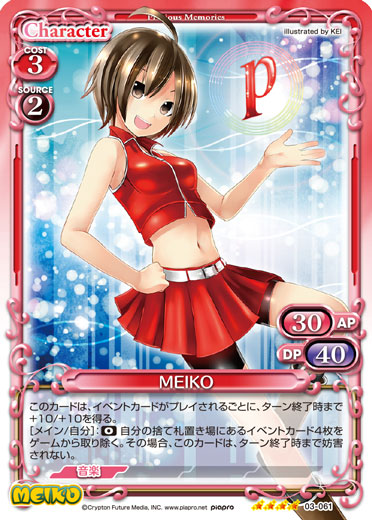 Precious Memories
Character
illustrated by KEI
COST
3
SOURCE
2
p
30 AP
DP 40
MEIKO
このカードは、イベントカードがプレイされるごとに、ターン終了時まで
+10/+10を得る。
[メイン/自分]:0自分の捨て札置き場にあるイベントカード4枚を
ゲームから取り除く。その場合、このカードは、ターン終了時まで妨害
されない。
音楽
MEIKO
©Crypton Future Media, INC. www.piapro.net piapro
03-061